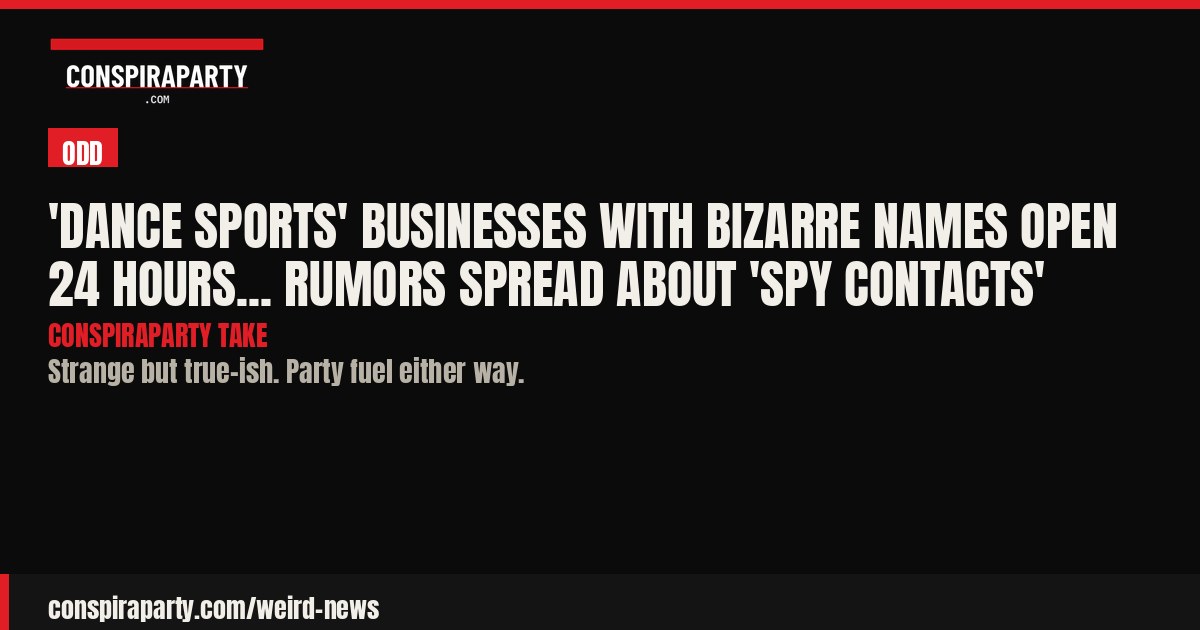 CONSPIRAPARTY
.COM
ODD
'DANCE SPORTS' BUSINESSES WITH BIZARRE NAMES OPEN
24 HOURS... RUMORS SPREAD ABOUT 'SPY CONTACTS'
CONSPIRAPARTY TAKE
Strange but true-ish. Party fuel either way.
conspiraparty.com/weird-news